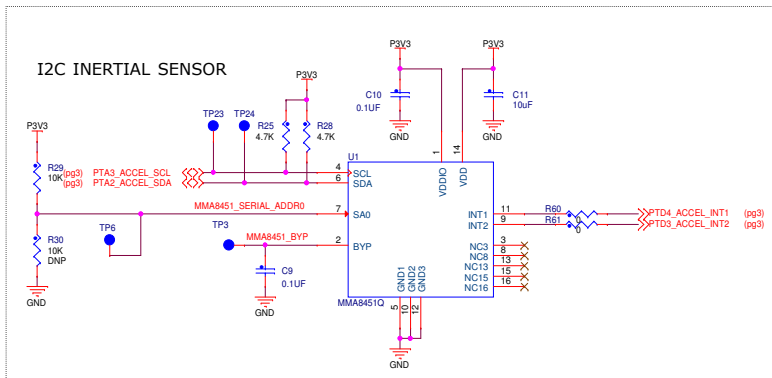 I2C INERTIAL SENSOR
P3V3
P3V3
P3V3
P3V3
C10
0.1UF
GND
C11
10uF
GND
TP23
TP24
R25
4.7K
R28
4.7K
R29
10K
(pg3) PTA3_ACCEL_SCL
(pg3) PTA2_ACCEL_SDA
MMA8451_SERIAL_ADDR0
R30
10K
DNP
GND
TP6
TP3
MMA8451_BYP
C9
0.1UF
GND
U1
4 SCL
6 SDA
7 SA0
2 BYP
1 VDDIO
14 VDD
INT1 11
INT2 9
NC3 3
NC8 8
NC13 13
NC15 15
NC16 16
GND1 5
GND2 10
GND3 12
MMA8451Q
GND
R60
0
R61
0
PTD4_ACCEL_INT1 (pg3)
PTD3_ACCEL_INT2 (pg3)